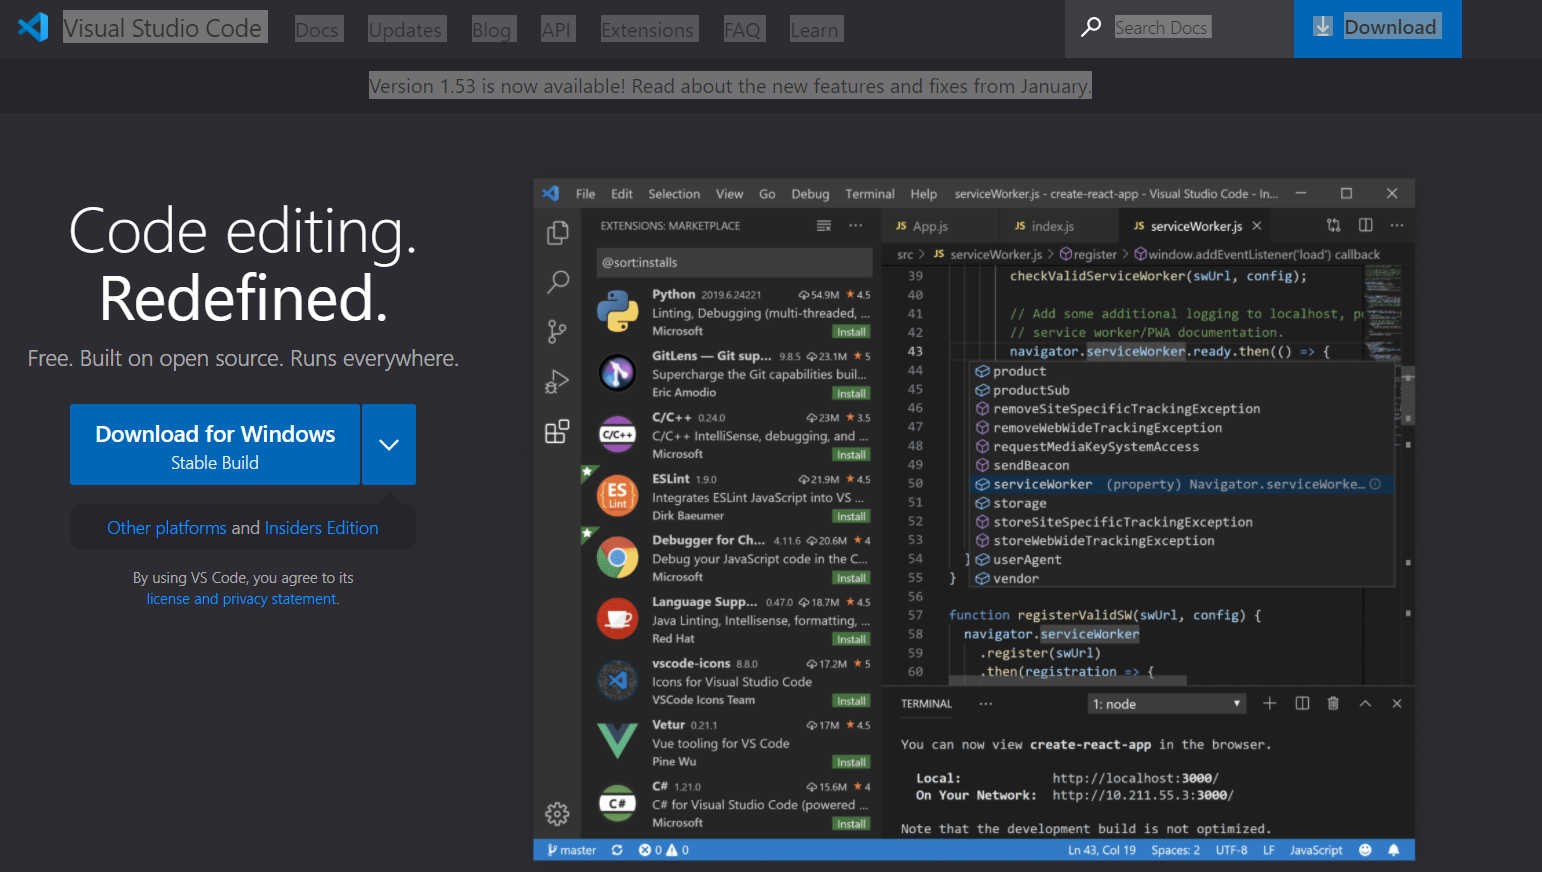 Visual Studio Code Docs Updates Blog API Extensions FAQ Learn Search Docs Download
Version 1.53 is now available! Read about the new features and fixes from January.
Code editing.
Redefined.
Free. Built on open source. Runs everywhere.
Download for Windows
Stable Build
Other platforms and Insiders Edition
By using VS Code, you agree to its
license and privacy statement.
File Edit Selection View Go Debug Terminal Help serviceWorker.js - create-react-app - Visual Studio Code - In...
EXTENSIONS: MARKETPLACE
@sort:installs
Python 2019.6.24221 54.9M 4.5
Linting, Debugging (multi-threaded, ...
Microsoft Install
GitLens — Git sup... 9.8.5 23.1M 5
Supercharge the Git capabilities buil...
Eric Amodio Install
C/C++
C/C++ 0.24.0 23M 3.5
C/C++ IntelliSense, debugging, and ...
Microsoft Install
ES
Lint
ESLint 1.9.0 21.9M 4.5
Integrates ESLint JavaScript into VS ...
Dirk Baeumer Install
Debugger for Ch... 4.11.6 20.6M 4
Debug your JavaScript code in the C...
Microsoft Install
Language Supp... 0.47.0 18.7M 4.5
Java Linting, Intellisense, formatting, ...
Red Hat Install
vscode-icons 8.8.0 17.2M 5
Icons for Visual Studio Code
VSCode Icons Team Install
Vetur 0.21.1 17M 4.5
Vue tooling for VS Code
Pine Wu Install
C#
C# 1.21.0 15.6M 4
C# for Visual Studio Code (powered ...
Microsoft Install
JS App.js JS index.js JS serviceWorker.js
src > JS serviceWorker.js > register > window.addEventListener('load') callback
39 checkValidServiceWorker(swUrl, config);
40
41 // Add some additional logging to localhost,
42 // service worker/PWA documentation.
43 navigator.serviceWorker.ready.then(() => {
44 product
45 productSub
46 removeSiteSpecificTrackingException
47 removeWebWideTrackingException
48 requestMediaKeySystemAccess
49 sendBeacon
50 serviceWorker (property) Navigator.serviceWorke...
51 storage
52 storeSiteSpecificTrackingException
53 storeWebWideTrackingException
54 } userAgent
55 } vendor
56
57 function registerValidSW(swUrl, config) {
58 navigator.serviceWorker
59 .register(swUrl)
60 .then(registration => {
TERMINAL ... 1: node
You can now view create-react-app in the browser.
Local: http://localhost:3000/
On Your Network: http://10.211.55.3:3000/
Note that the development build is not optimized.
master 0 0 Ln 43, Col 19 Spaces: 2 UTF-8 LF JavaScript